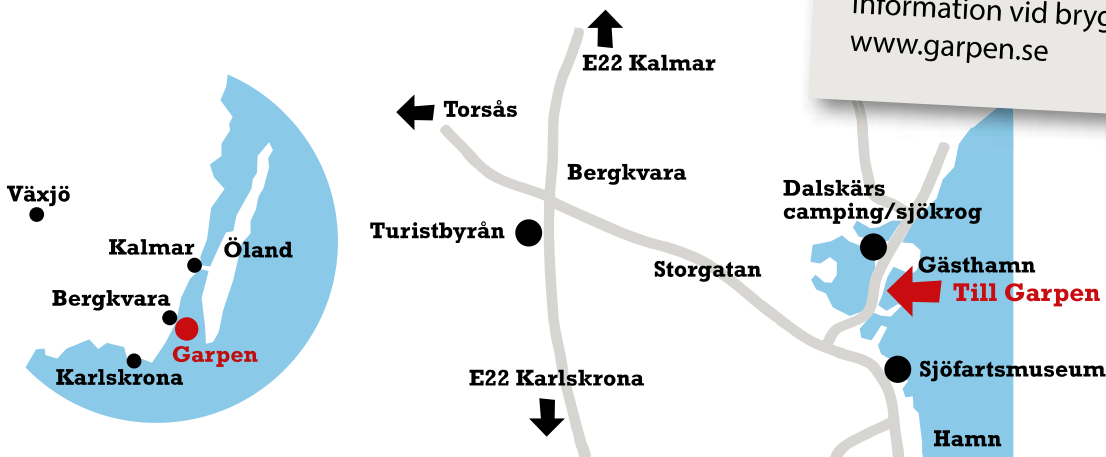 information vid bryg
www.garpen.se
E22 Kalmar
Torsås
Bergkvara
Dalskärs
camping/sjökrog
Turistbyrån
Storgatan
Gästhamn
Till Garpen
Sjöfartsmuseum
E22 Karlskrona
Hamn
Växjö
Kalmar
Öland
Bergkvara
Garpen
Karlskrona